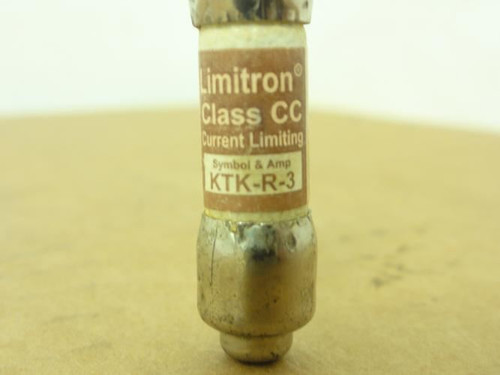 Limitron®
Class CC
Current Limiting
Symbol & Amp
KTK-R-3